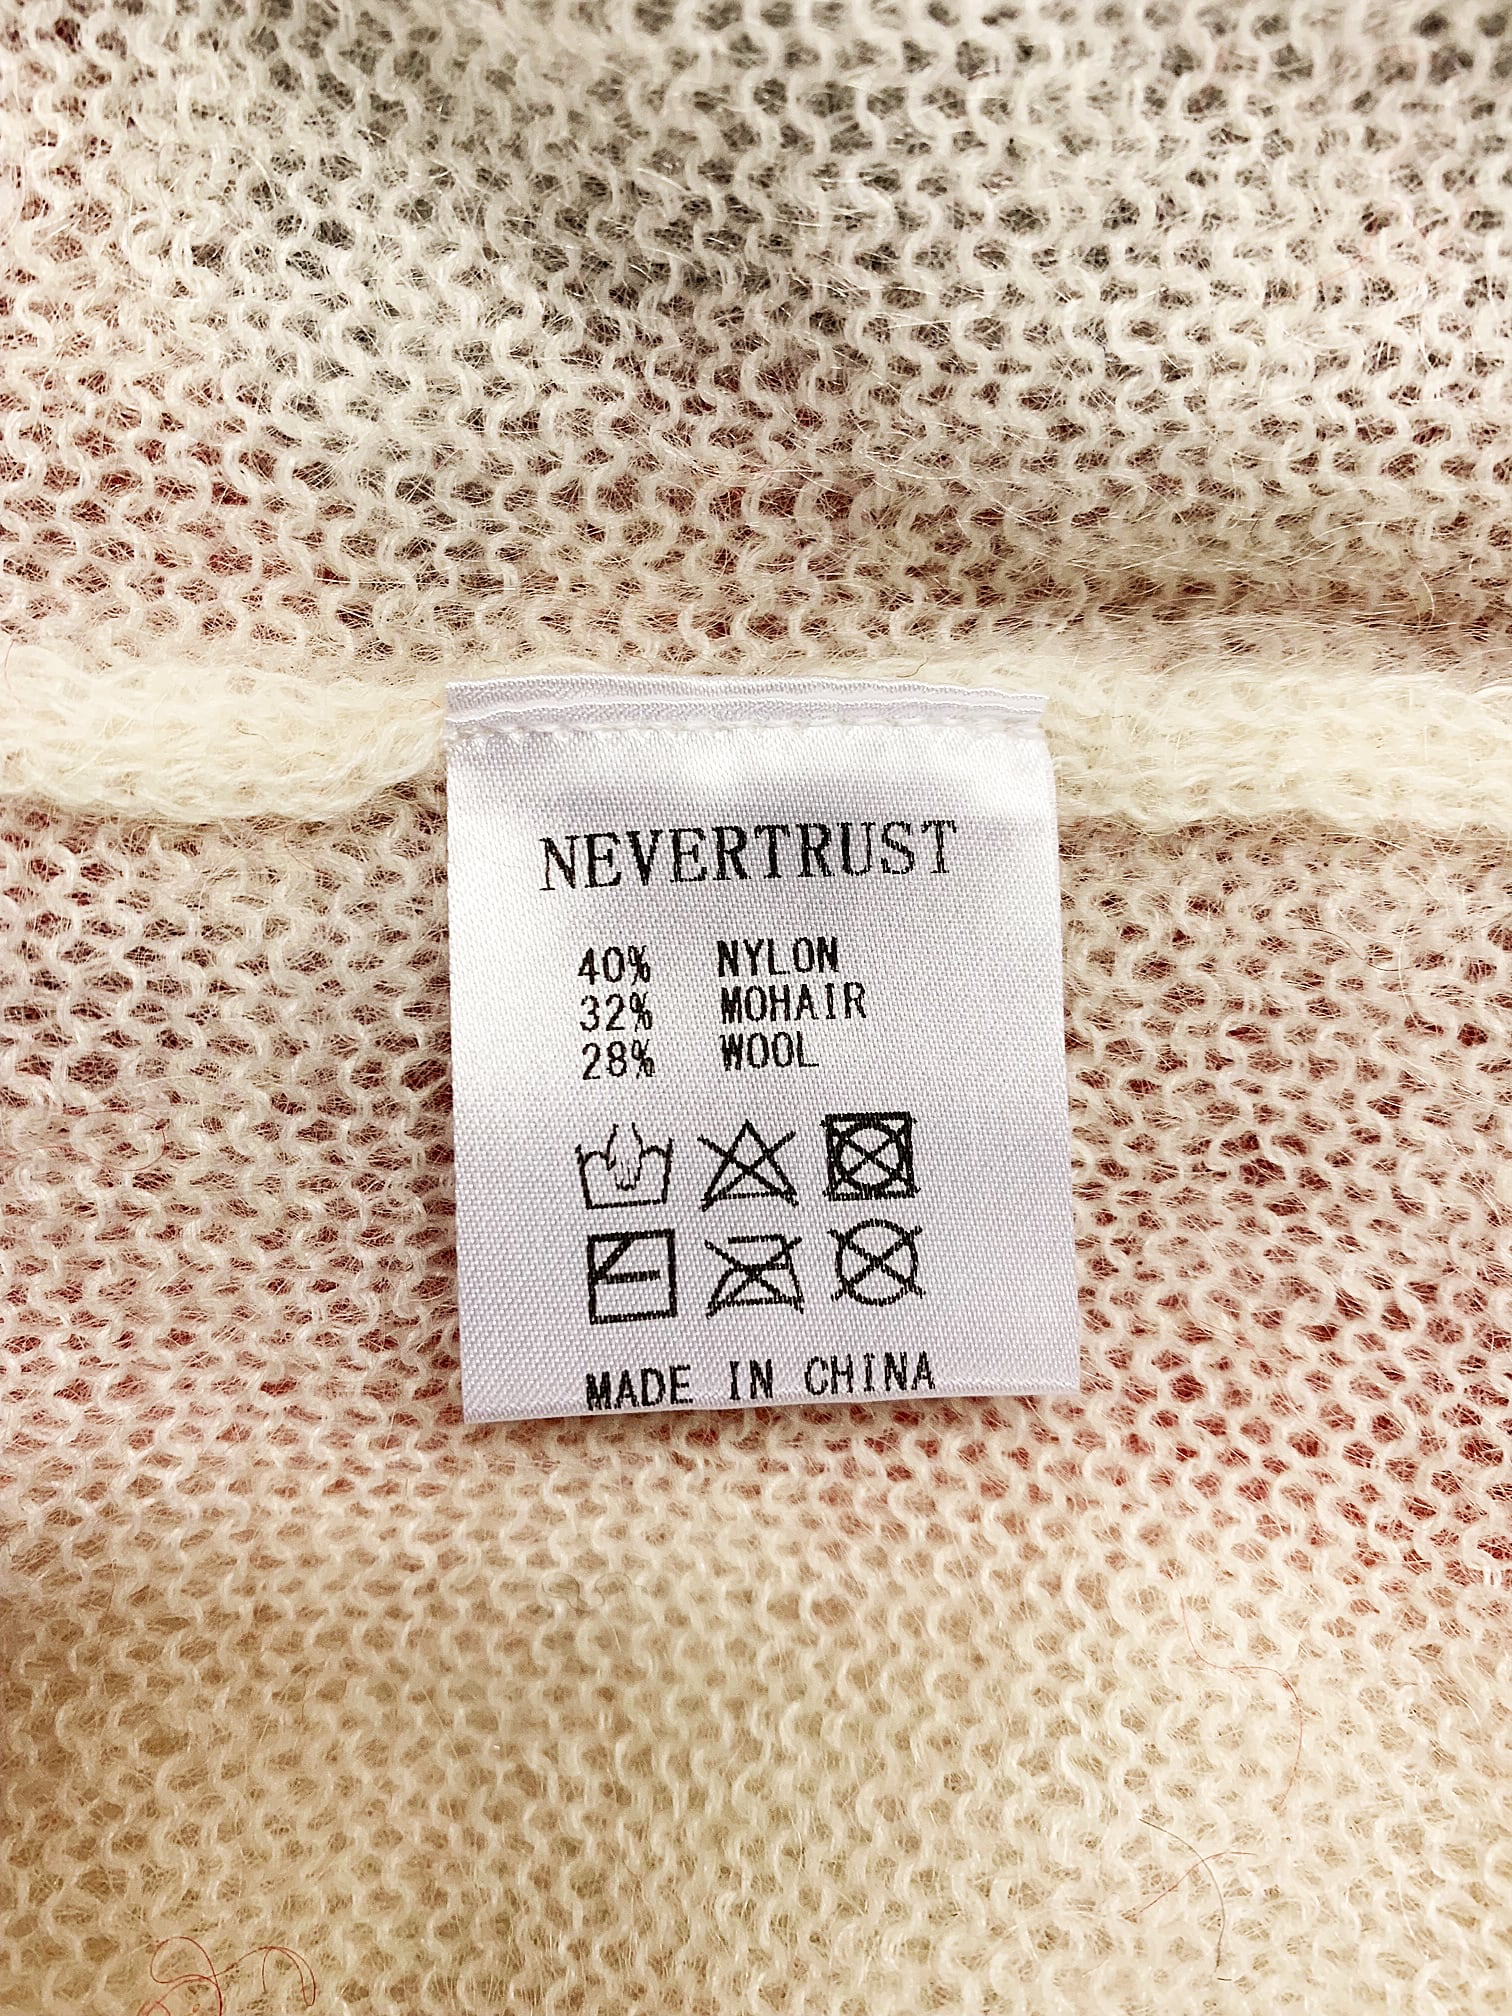 NEVERTRUST
40% NYLON
32% MOHAIR
28% WOOL
MADE IN CHINA